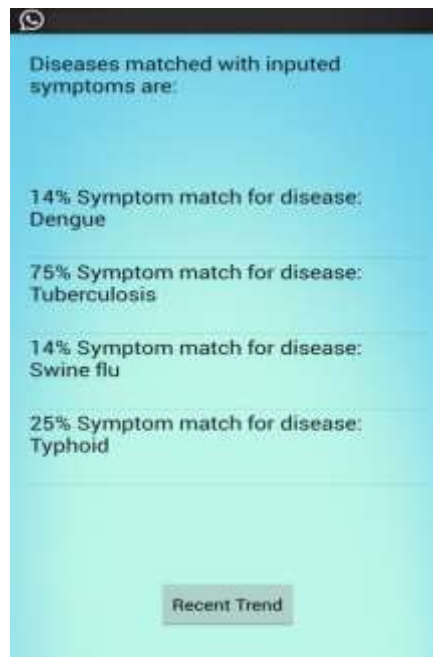 Diseases matched with inputed
symptoms are:
14% Symptom match for disease:
Dengue
75% Symptom match for disease:
Tuberculosis
14% Symptom match for disease:
Swine flu
25% Symptom match for disease:
Typhoid
Recent Trend